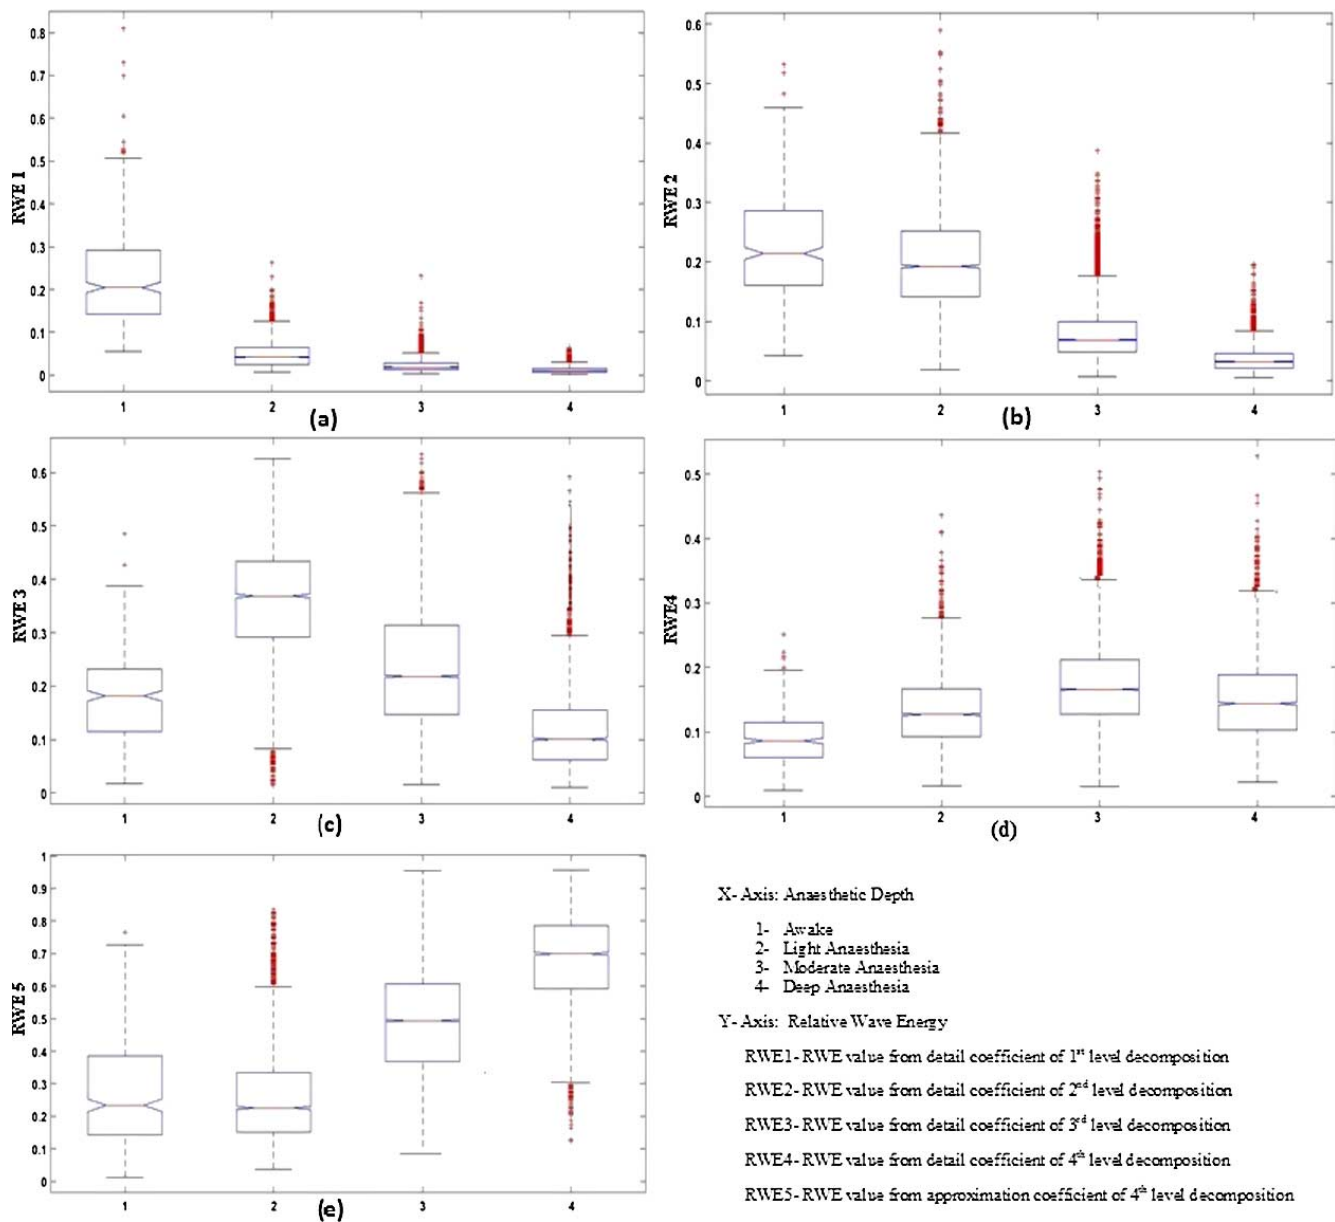 0.8
0.7
0.6
0.5
0.4
0.3
0.2
0.1
0
RWE 1
1 2 3 4
(a)
0.6
0.5
0.4
0.3
0.2
0.1
0
RWE 2
1 2 3 4
(b)
0.6
0.5
0.4
0.3
0.2
0.1
0
RWE 3
1 2 3 4
(c)
0.5
0.4
0.3
0.2
0.1
0
RWE4
1 2 3 4
(d)
1
0.9
0.8
0.7
0.6
0.5
0.4
0.3
0.2
0.1
0
RWE 5
1 2 3 4
(e)
X- Axis: Anaesthetic Depth
1- Awake
2- Light Anaesthesia
3- Moderate Anaesthesia
4- Deep Anaesthesia
Y- Axis: Relative Wave Energy
RWE1- RWE value from detail coefficient of 1st level decomposition
RWE2- RWE value from detail coefficient of 2nd level decomposition
RWE3- RWE value from detail coefficient of 3rd level decomposition
RWE4- RWE value from detail coefficient of 4th level decomposition
RWE5- RWE value from approximation coefficient of 4th level decomposition